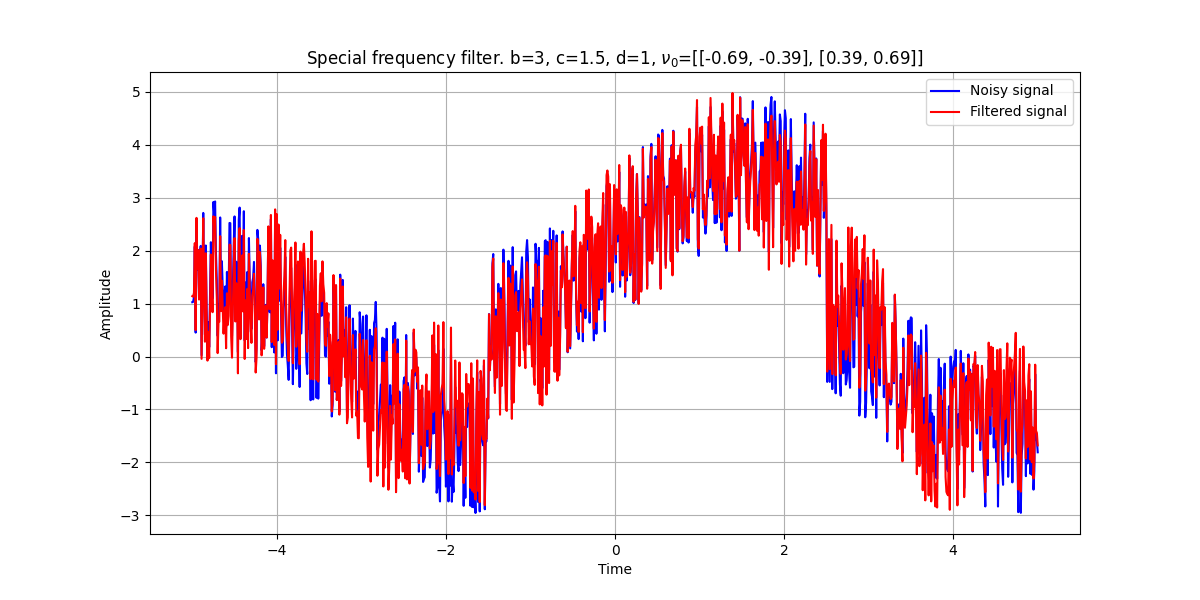 Special frequency filter. b=3, c=1.5, d=1, ν₀=[[-0.69, -0.39], [0.39, 0.69]]
Noisy signal
Filtered signal
Amplitude
5
4
3
2
1
0
−1
−2
−3
−4
−2
0
2
4
Time